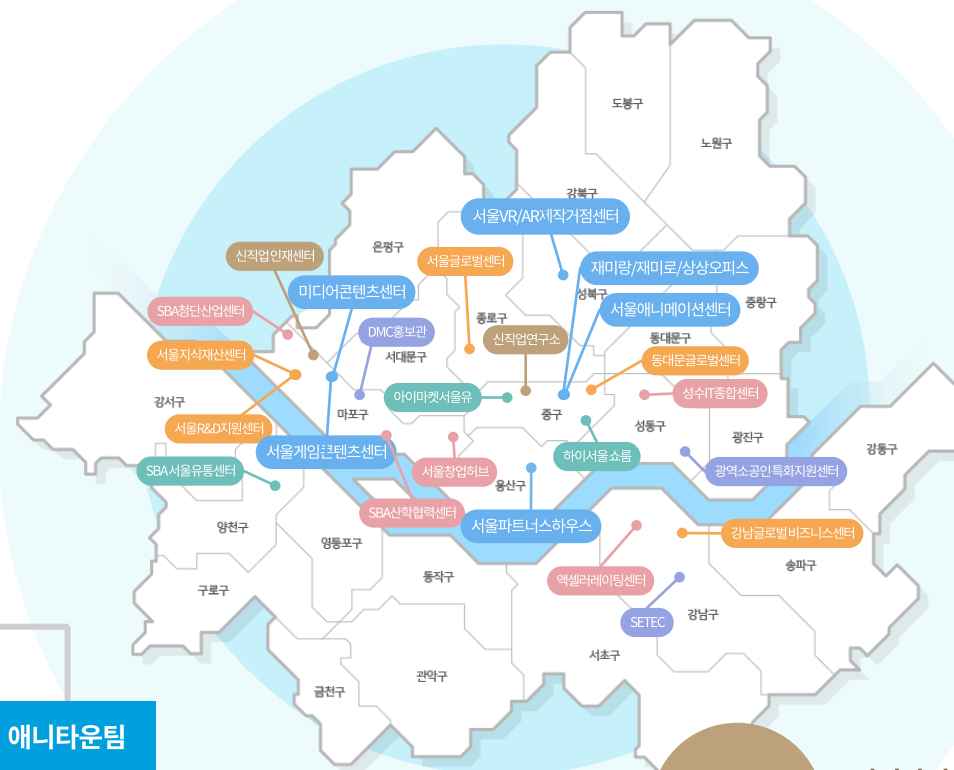 도봉구
노원구
강북구
서울VR/AR제작거점센터
은평구
신직업인재센터
서울글로벌센터
재미랑/재미로/상상오피스
미디어콘텐츠센터
성북구
중랑구
SBA첨단산업센터
서울애니메이션센터
종로구
DMC홍보관
신직업연구소
동대문구
서울지식재산센터
서대문구
동대문글로벌센터
아이마켓서울유
성수IT종합센터
강서구
마포구
중구
성동구
서울R&D지원센터
광진구
서울게임콘텐츠센터
하이서울쇼룸
강동구
SBA서울유통센터
서울창업허브
광역소공인특화지원센터
용산구
SBA산학협력센터
서울파트너스하우스
양천구
영등포구
강남글로벌비즈니스센터
송파구
동작구
액셀러레이팅센터
구로구
SETEC
강남구
서초구
관악구
금천구
애니타운팀